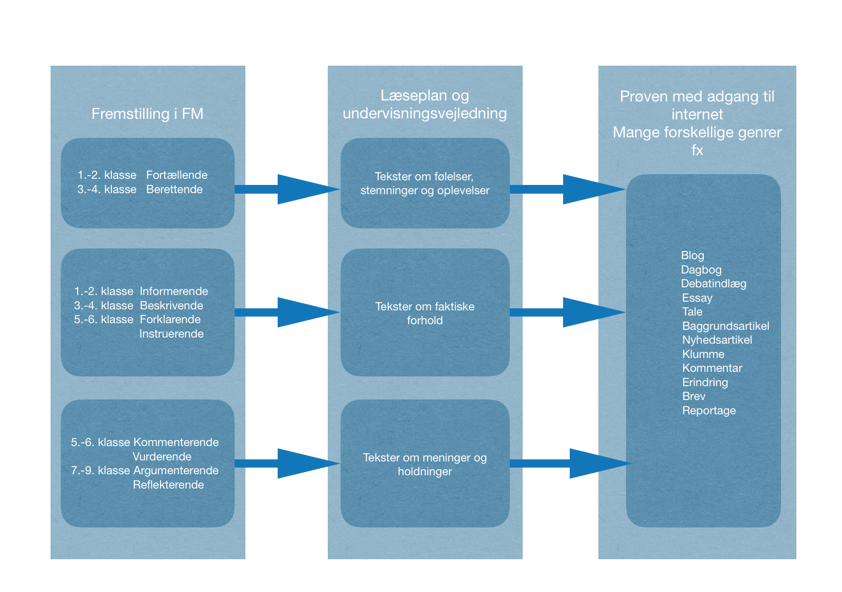 Fremstilling i FM
1.-2. klasse Fortællende
3.-4. klasse Berettende
1.-2. klasse Informerende
3.-4. klasse Beskrivende
5.-6. klasse Forklarende
Instruerende
5.-6. klasse Kommenterende
Vurderende
7.-9. klasse Argumenterende
Reflekterende
Læseplan og
undervisningsvejledning
Tekster om følelser,
stemninger og oplevelser
Tekster om faktiske
forhold
Tekster om meninger og
holdninger
Prøven med adgang til
internet
Mange forskellige genrer
fx
Blog
Dagbog
Debatindlæg
Essay
Tale
Baggrundsartikel
Nyhedsartikel
Klumme
Kommentar
Erindring
Brev
Reportage